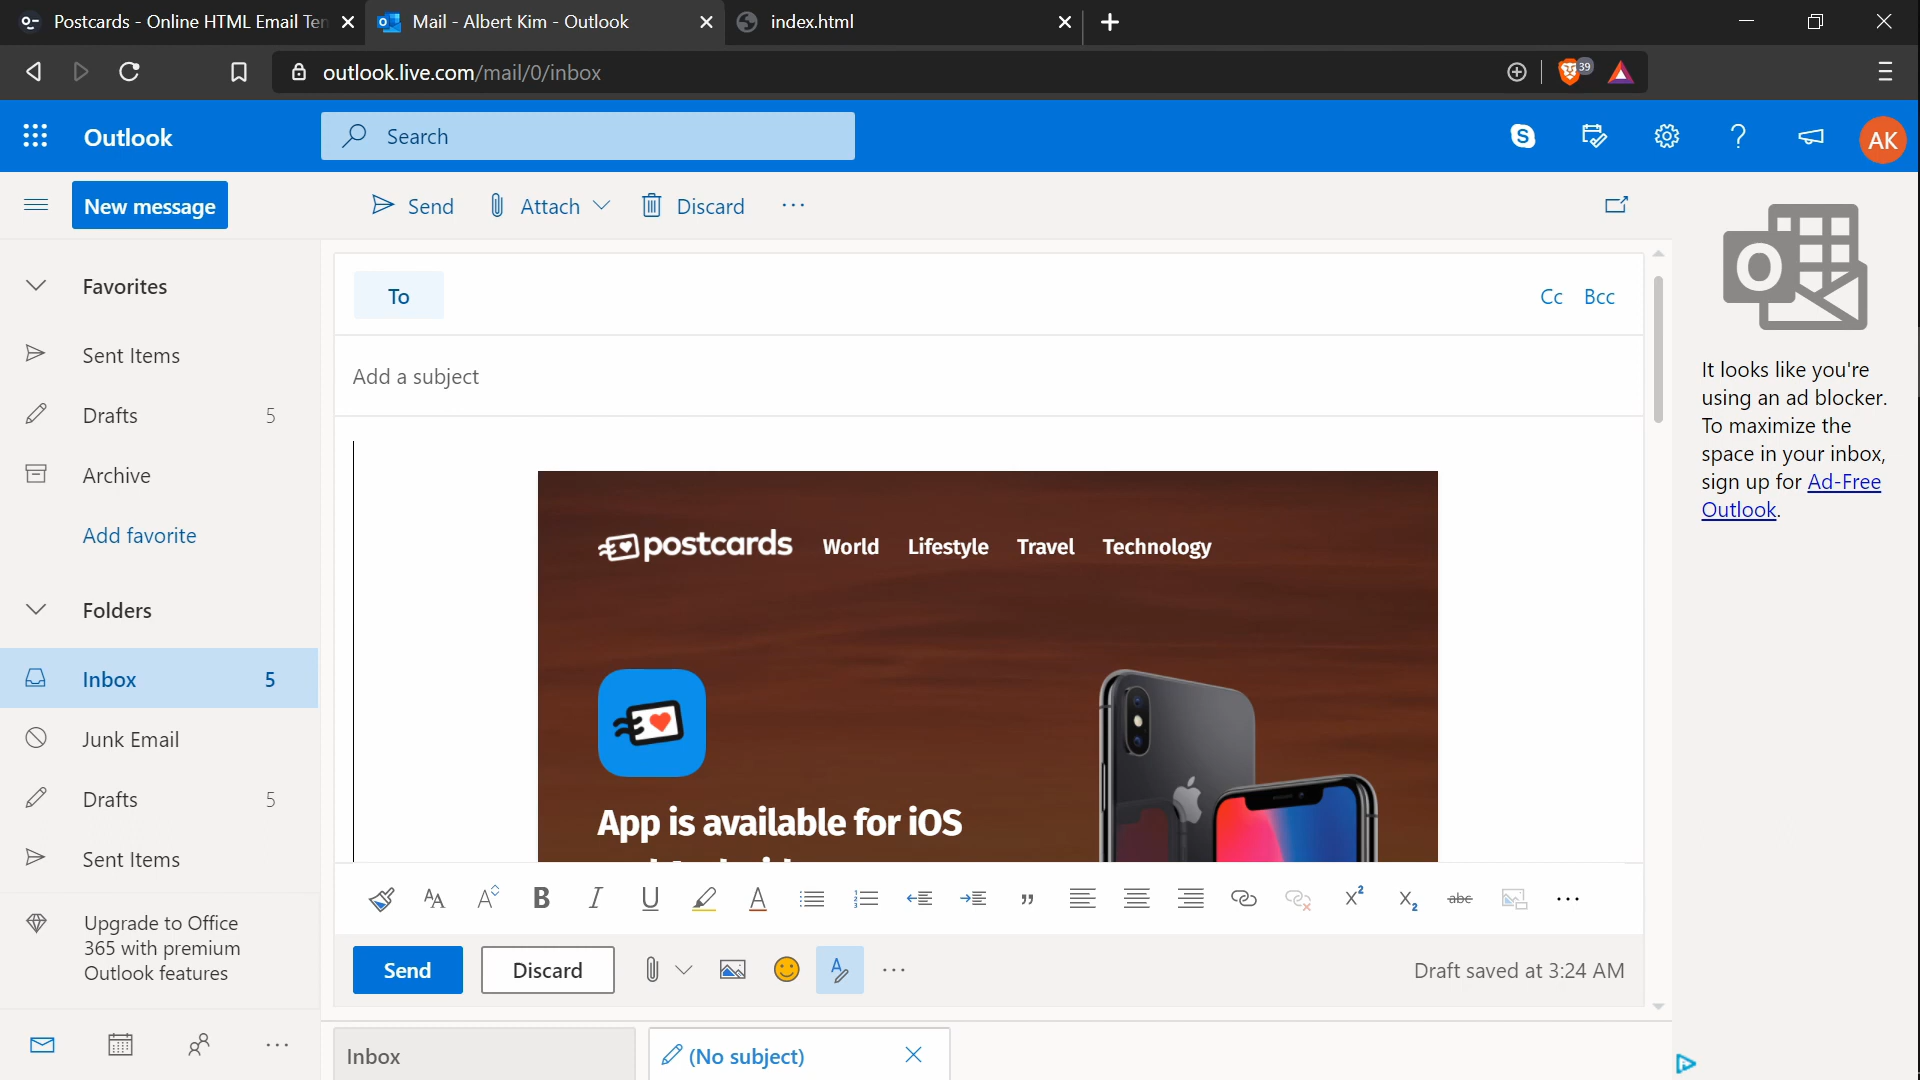 Postcards - Online HTML Email Ten
Mail - Albert Kim - Outlook
index.html
outlook.live.com/mail/0/inbox
39
Outlook
Search
S
AK
New message
Send
Attach
Discard
Favorites
Sent Items
Drafts 5
Archive
Add favorite
Folders
Inbox 5
Junk Email
Drafts 5
Sent Items
Upgrade to Office
365 with premium
Outlook features
To
Cc Bcc
Add a subject
postcards World Lifestyle Travel Technology
App is available for iOS
abc
Send
Discard
Draft saved at 3:24 AM
Inbox
(No subject)
It looks like you're
using an ad blocker.
To maximize the
space in your inbox,
sign up for Ad-Free
Outlook.